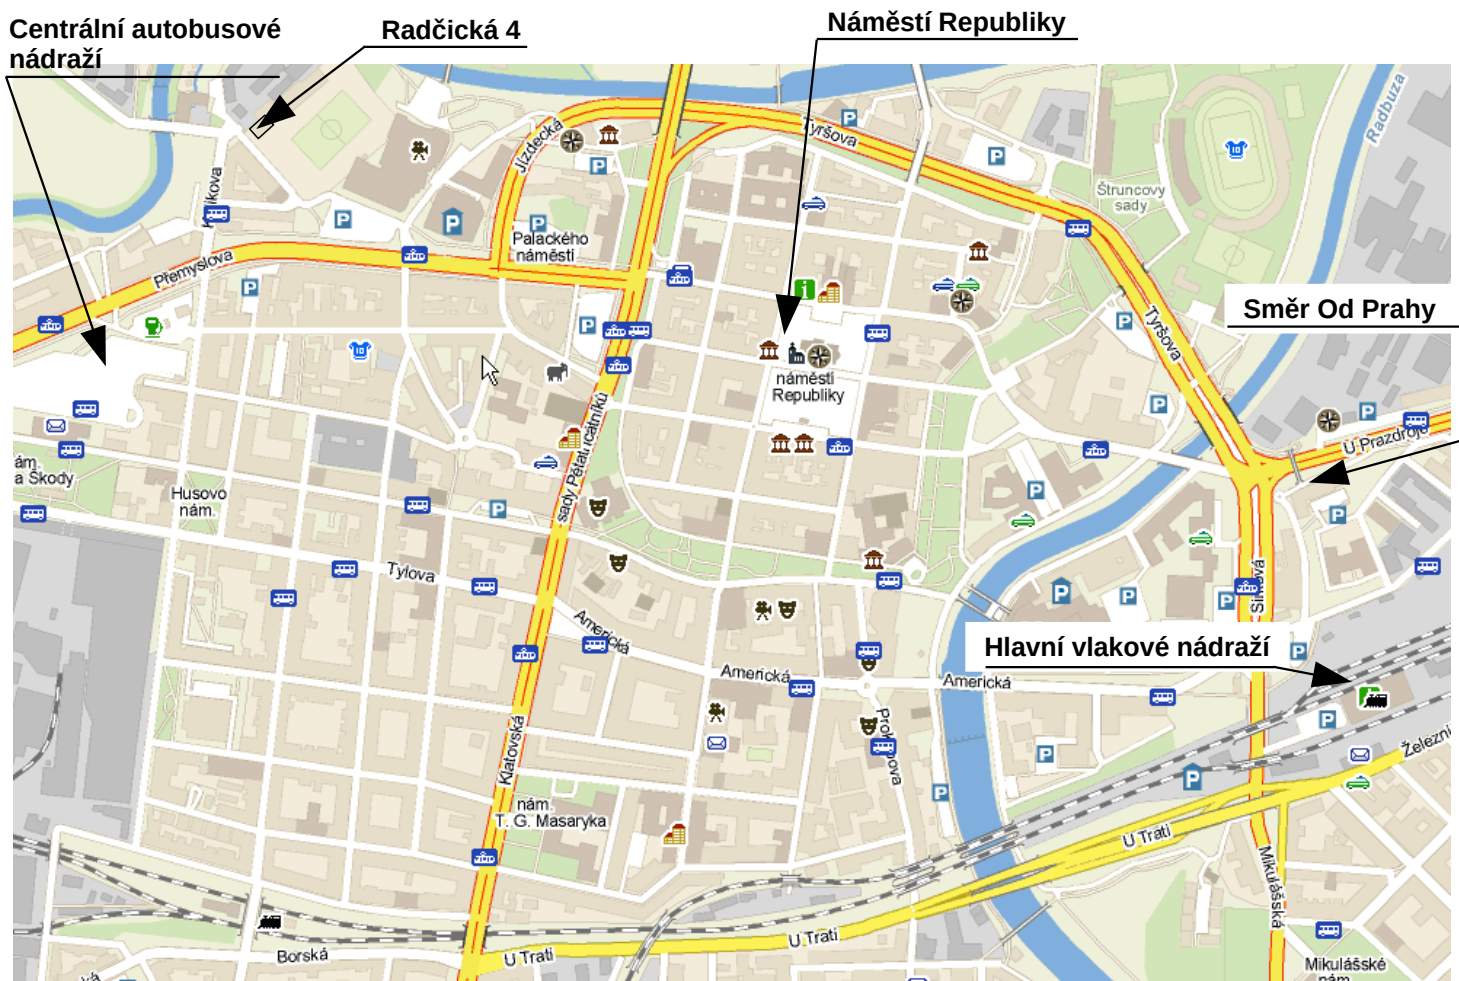 Centrální autobusové
nádraží
Radčická 4
Náměstí Republiky
Radbuza
Jízdecká
Tyršova
Štruncovy
sady
Palackého
náměstí
Přemyslova
Směr Od Prahy
Tyršova
náměstí
Republiky
U Prazdroje
sady Pětatřicátníků
a Škody
Husovo
nám.
Tylova
Americká
Americká
Americká
Sirková
Hlavní vlakové nádraží
Klatovská
Prokopova
Železni
nám.
T. G. Masaryka
U Trati
Mikulášská
U Trati
U Trati
Borská
Mikulášské
nám.